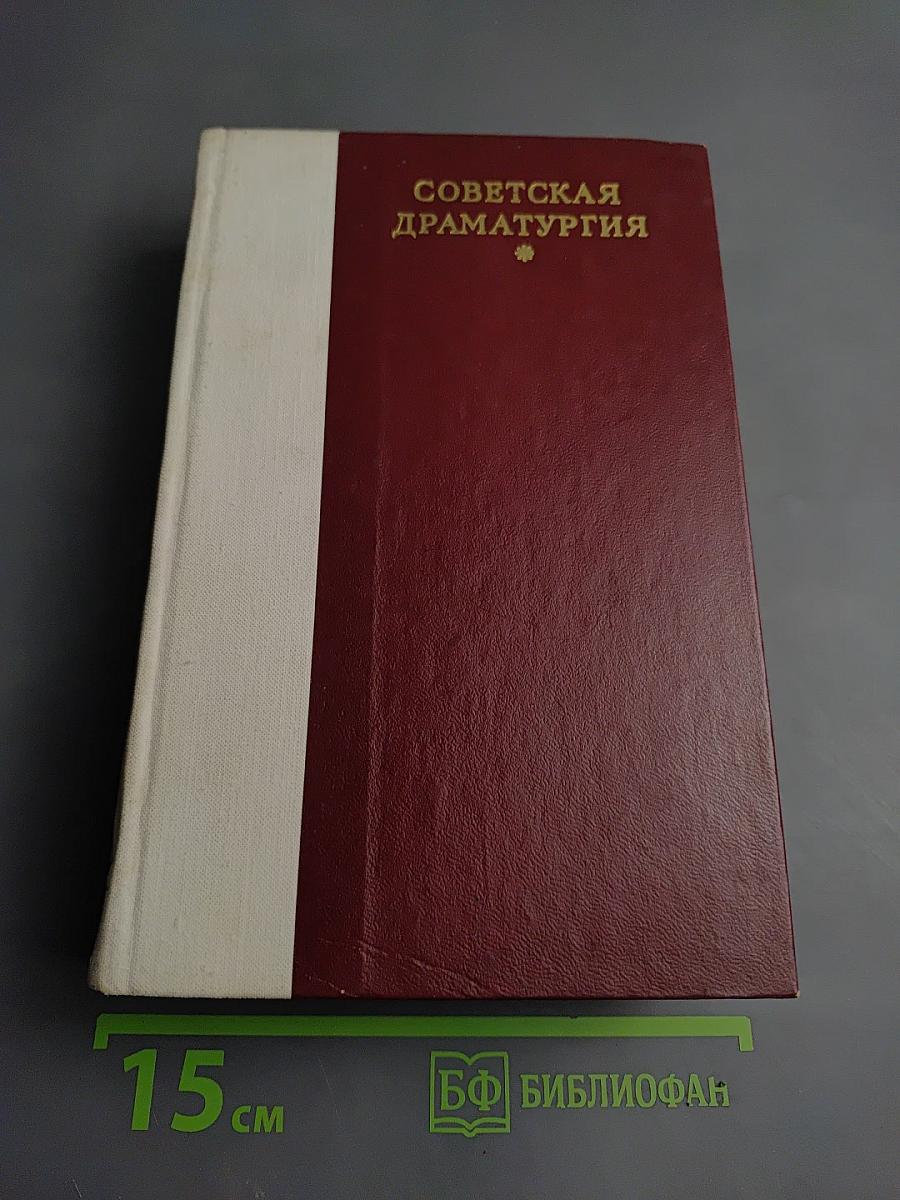 СОВЕТСКАЯ
ДРАМАТУРГИЯ
15 см
БФ БИБЛИОФАН